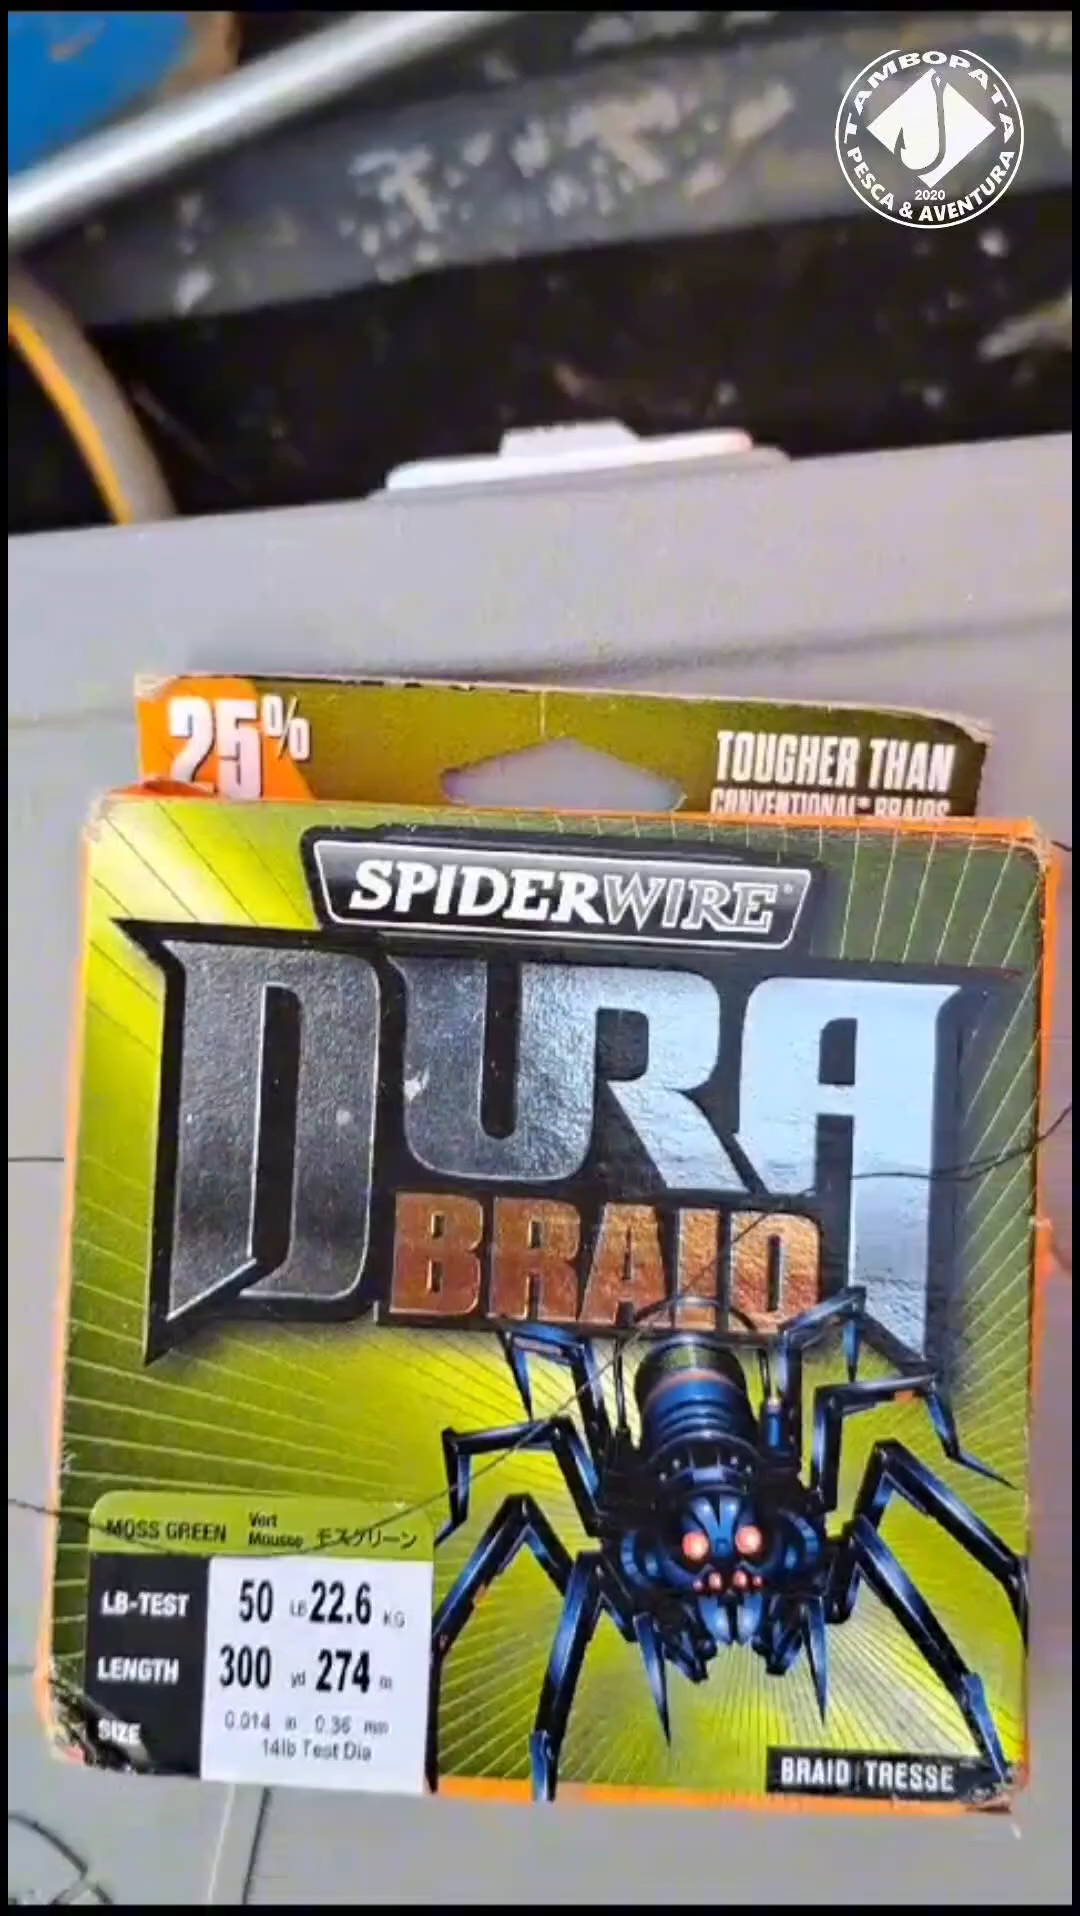 TAMBOPATA
2020
PESCA & AVENTURA
25%
TOUGHER THAN
CONVENTIONAL* BRAIDS
SPIDERWIRE®
DURA
BRAID
MOSS GREEN Vert Mousse モスグリーン
LB-TEST 50 LB 22.6 KG
LENGTH 300 yd 274 m
SIZE 0.014 in 0.36 mm
14lb Test Dia
BRAID | TRESSE